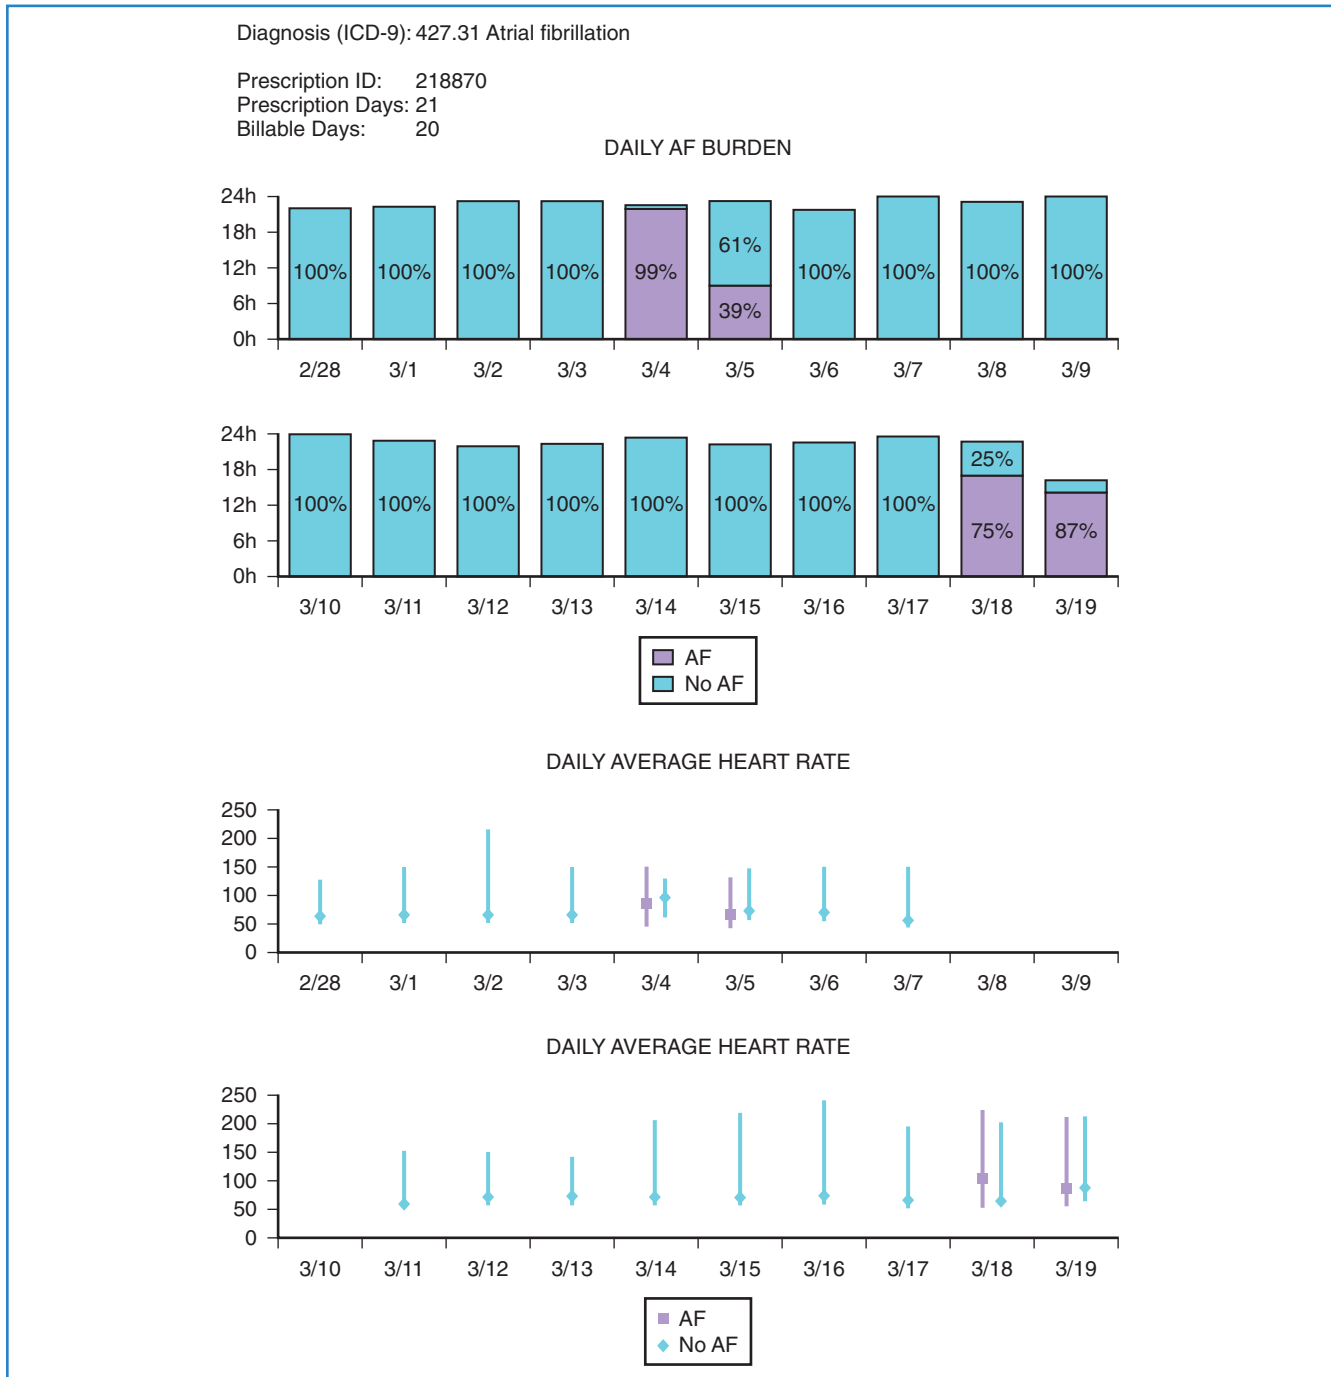 Diagnosis (ICD-9): 427.31 Atrial fibrillation
Prescription ID: 218870
Prescription Days: 21
Billable Days: 20
DAILY AF BURDEN
24h
18h
12h
6h
0h
100% 100% 100% 100% 99% 61% 39% 100% 100% 100% 100%
2/28 3/1 3/2 3/3 3/4 3/5 3/6 3/7 3/8 3/9
24h
18h
12h
6h
0h
100% 100% 100% 100% 100% 100% 100% 100% 25% 75% 87%
3/10 3/11 3/12 3/13 3/14 3/15 3/16 3/17 3/18 3/19
AF
No AF
DAILY AVERAGE HEART RATE
250
200
150
100
50
0
2/28 3/1 3/2 3/3 3/4 3/5 3/6 3/7 3/8 3/9
DAILY AVERAGE HEART RATE
250
200
150
100
50
0
3/10 3/11 3/12 3/13 3/14 3/15 3/16 3/17 3/18 3/19
AF
No AF